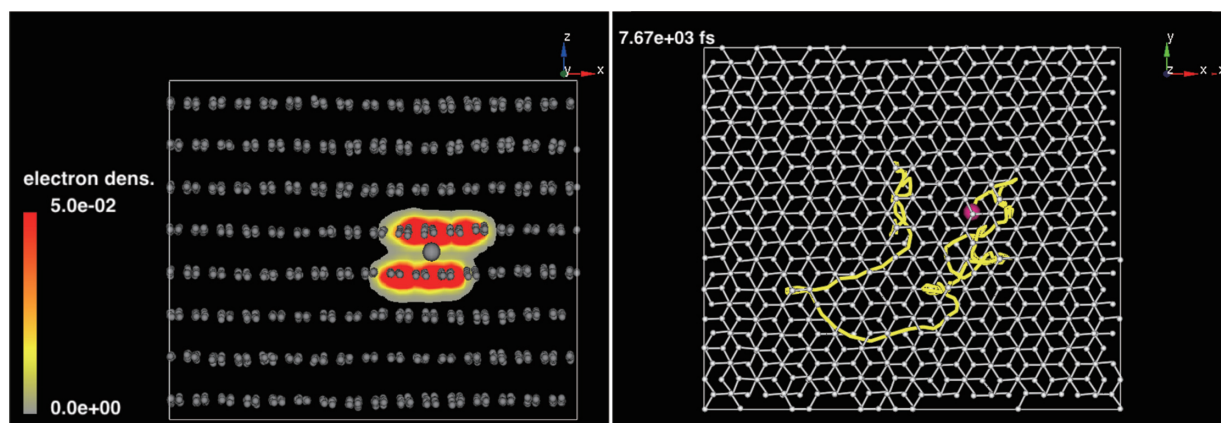 z
y
x
electron dens.
5.0e-02
0.0e+00
7.67e+03 fs
y
z
x
x